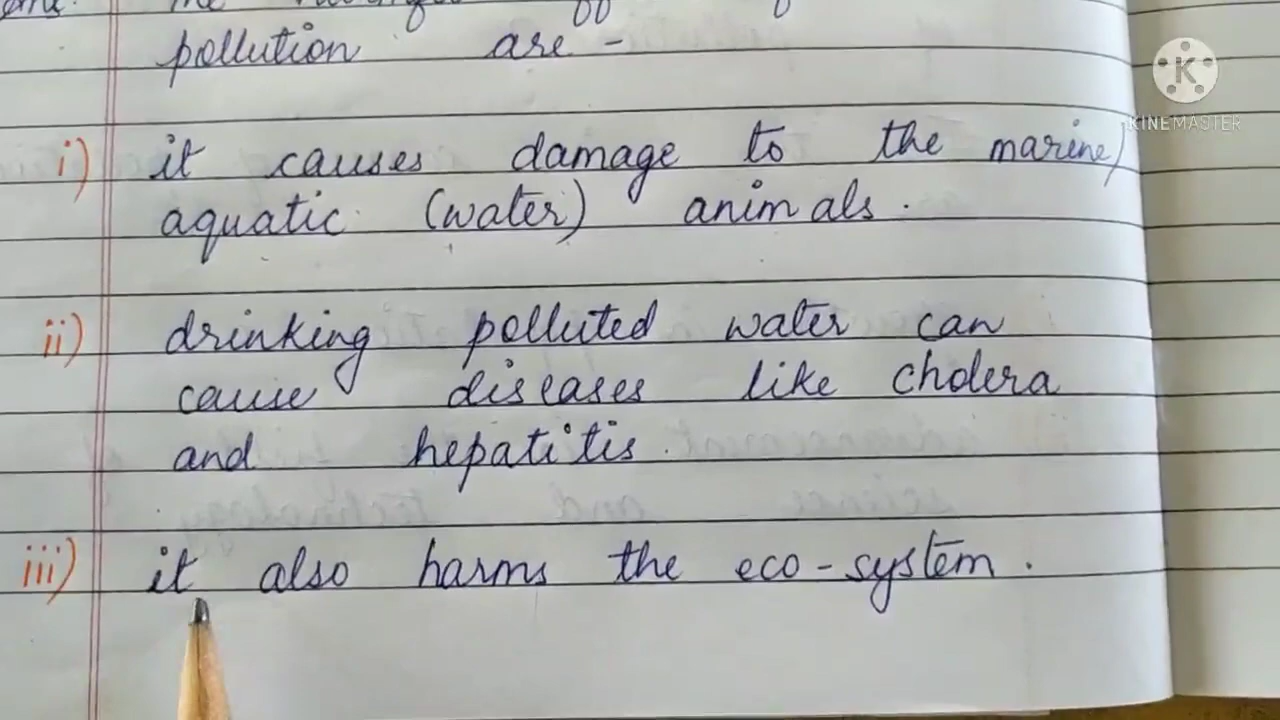 pollution are -
i) it causes damage to the marine/
aquatic (water) animals.
ii) drinking polluted water can
cause diseases like cholera
and hepatitis.
iii) it also harms the eco-system.
K
KINEMASTER